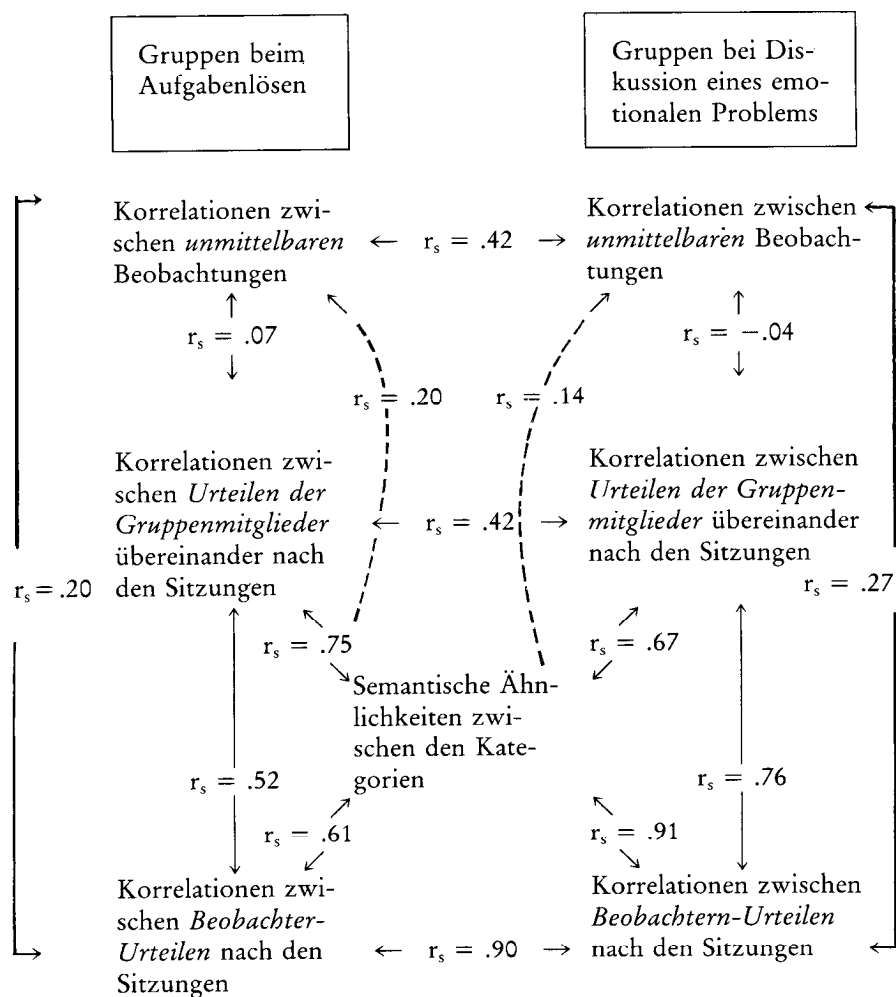 Gruppen beim
Aufgabenlösen
Gruppen bei Dis-
kussion eines emo-
tionalen Problems
Korrelationen zwi-
schen unmittelbaren
Beobachtungen
r_s = .42
Korrelationen zwischen
unmittelbaren Beobach-
tungen
r_s = .07
r_s = -.04
r_s = .20
r_s = .14
Korrelationen zwi-
schen Urteilen der
Gruppenmitglieder
übereinander nach
den Sitzungen
r_s = .42
Korrelationen zwischen
Urteilen der Gruppen-
mitglieder übereinander
nach den Sitzungen
r_s = .20
r_s = .27
r_s = .75
r_s = .67
Semantische Ähn-
lichkeiten zwi-
schen den Kate-
gorien
r_s = .52
r_s = .76
r_s – .61
r_s = .91
Korrelationen zwi-
schen Beobachter-
Urteilen nach den
Sitzungen
r_s = .90
Korrelationen zwischen
Beobachtern-Urteilen
nach den Sitzungen